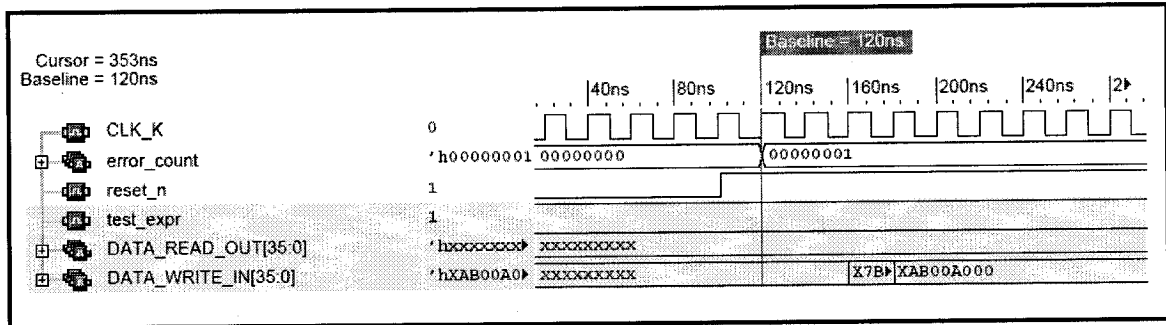 Baseline = 120ns
Cursor = 353ns
Baseline = 120ns
40ns 80ns 120ns 160ns 200ns 240ns 2
CLK_K 0
error_count 'h00000001 00000000 00000001
reset_n 1
test_expr 1
DATA_READ_OUT[35:0] 'hXXXXXXX XXXXXXXXX
DATA_WRITE_IN[35:0] 'hXAB00A0 XXXXXXXXX X7B XAB00A000